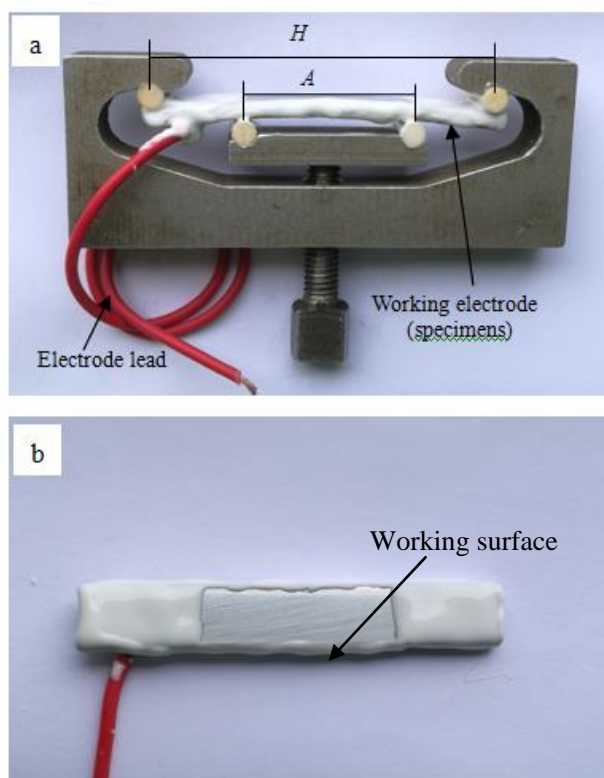 a
H
A
Working electrode
(specimens)
Electrode lead
b
Working surface